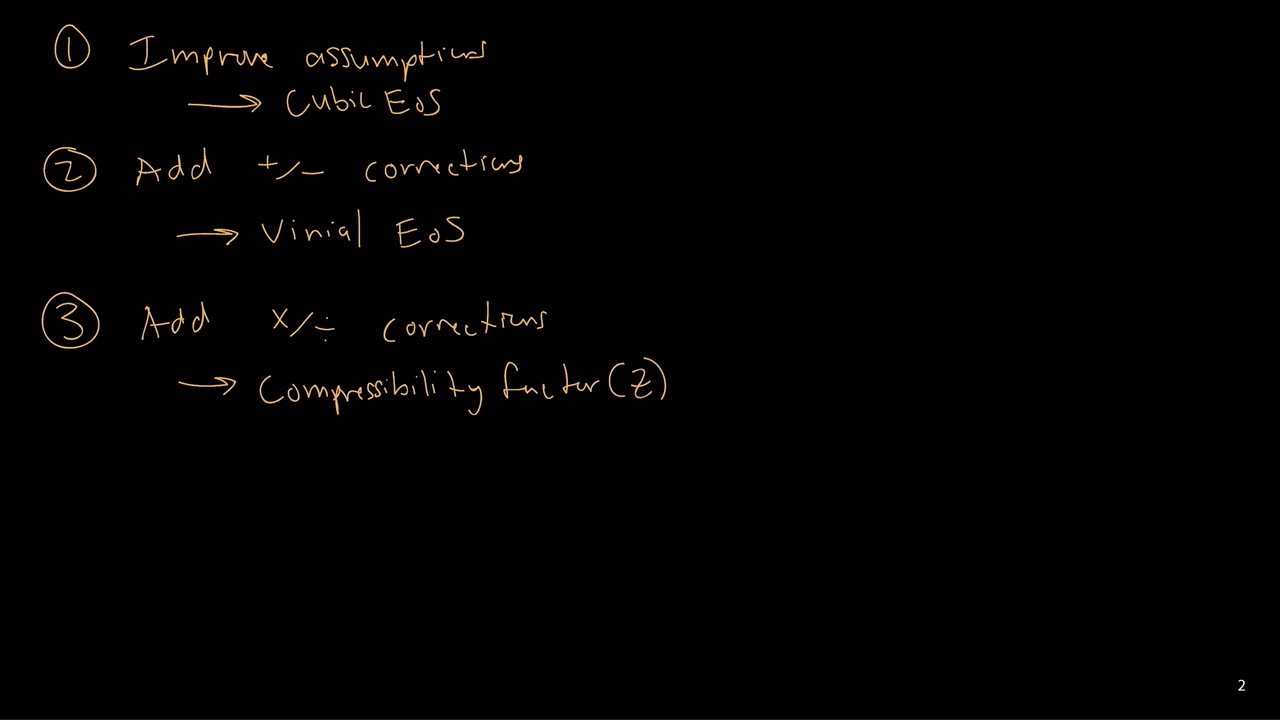 ① Improve assumptions
→ Cubic EoS
② Add +/− corrections
→ Virial EoS
③ Add ×/÷ corrections
→ Compressibility factor (Z)
2